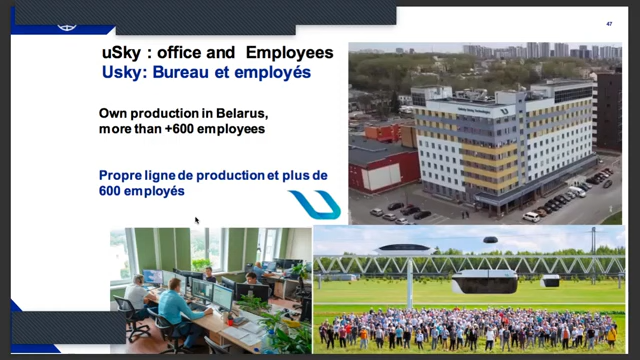 47
uSky : office and Employees
Usky: Bureau et employés
Own production in Belarus,
more than +600 employees
Propre ligne de production et plus de
600 employés